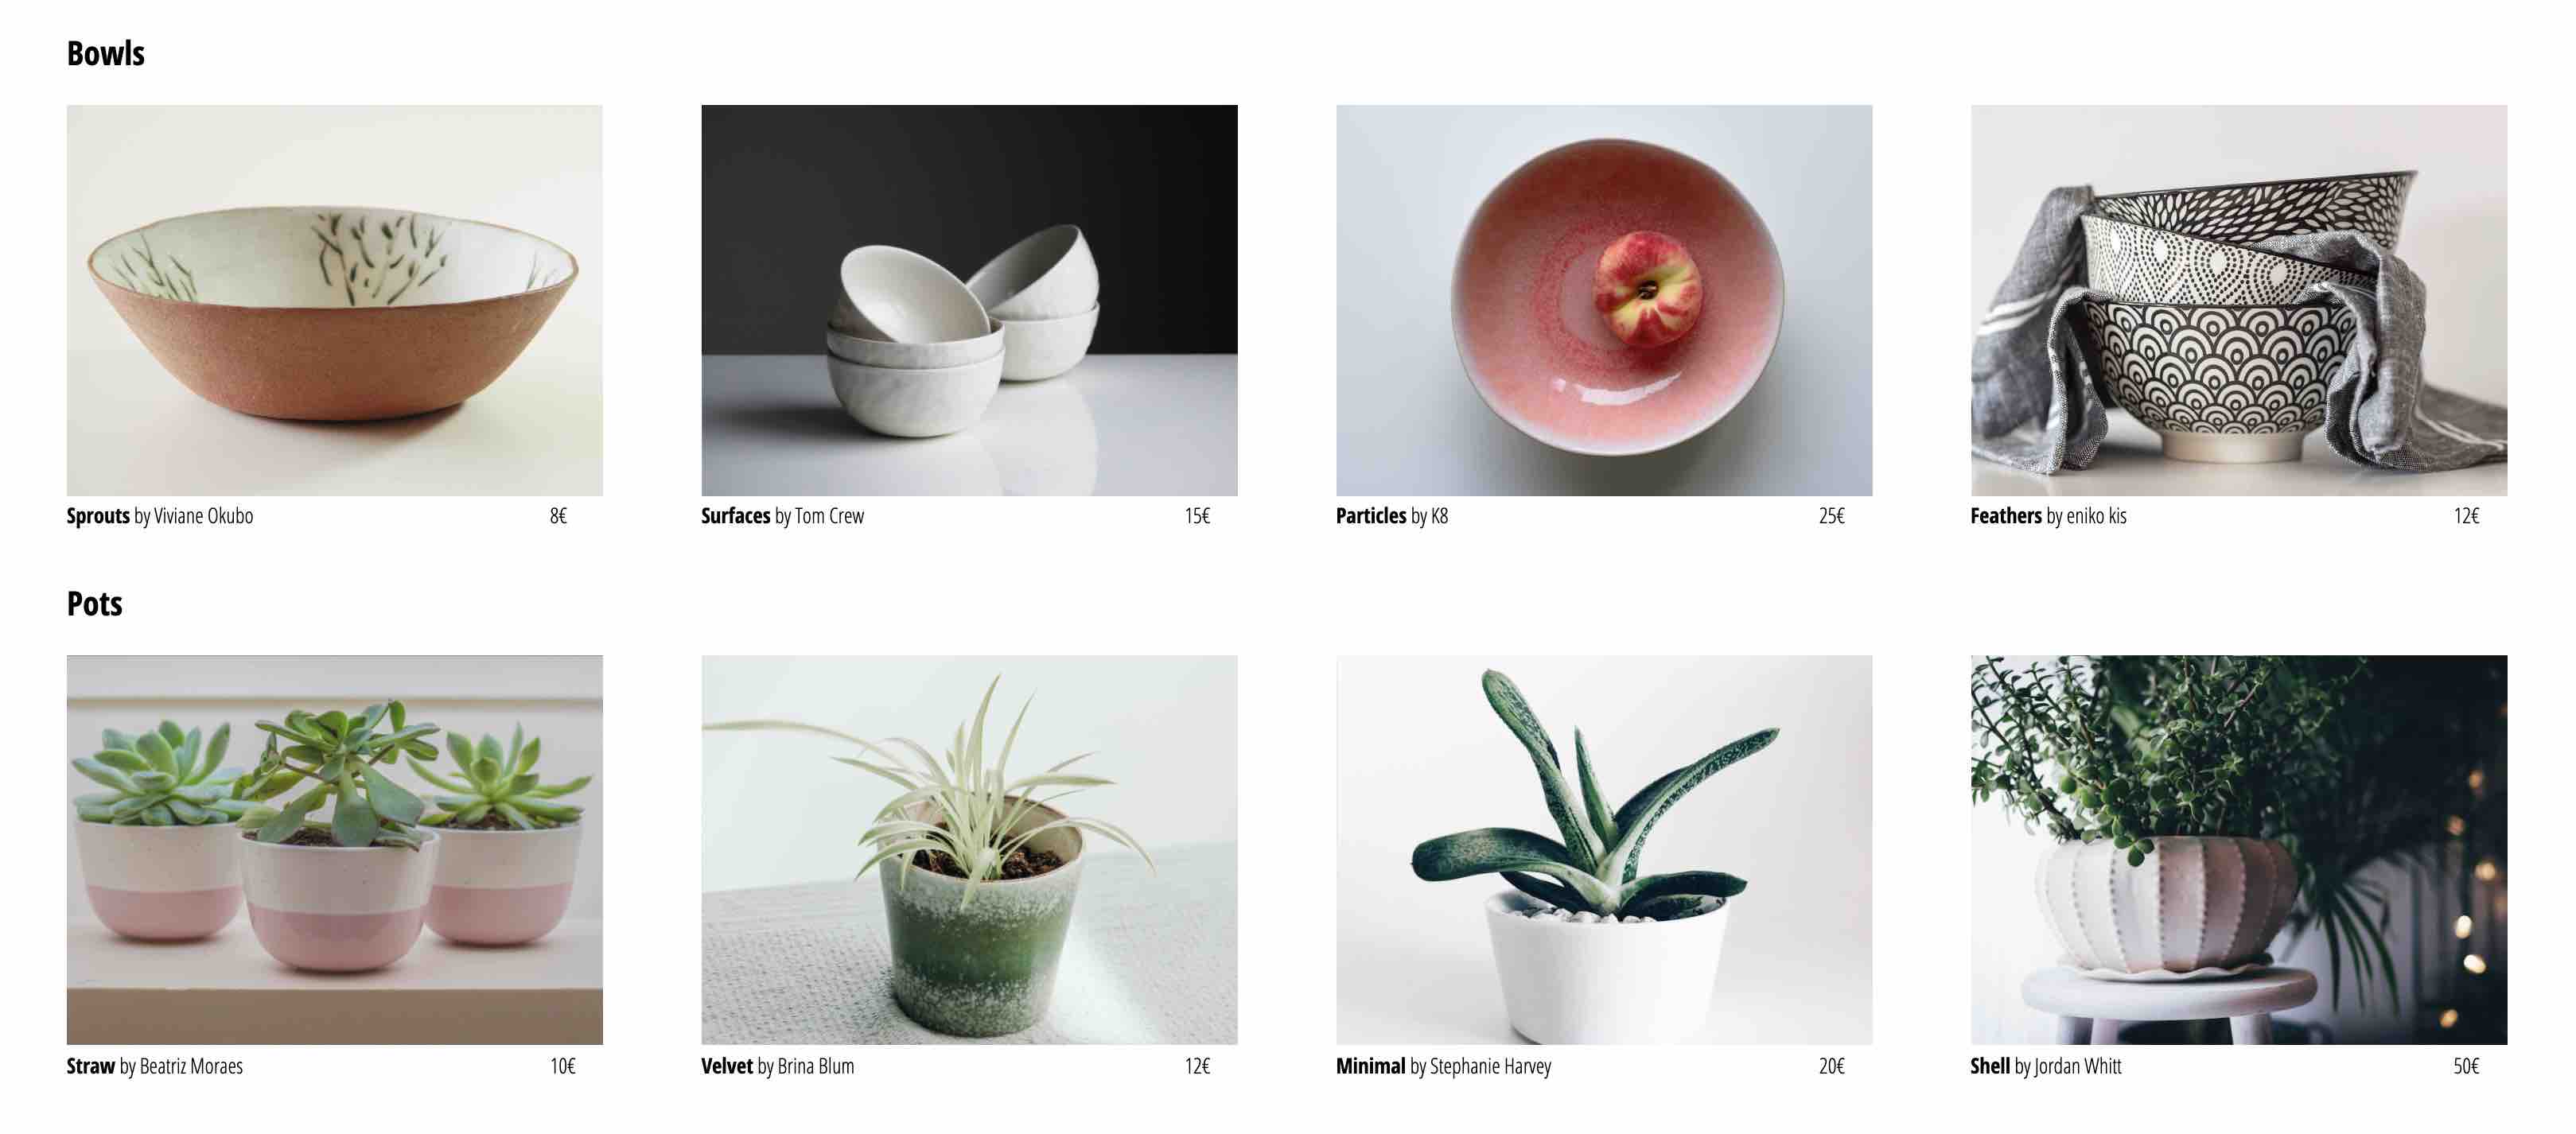 Bowls
Sprouts by Viviane Okubo 8€
Surfaces by Tom Crew 15€
Particles by K8 25€
Feathers by eniko kis 12€
Pots
Straw by Beatriz Moraes 10€
Velvet by Brina Blum 12€
Minimal by Stephanie Harvey 20€
Shell by Jordan Whitt 50€